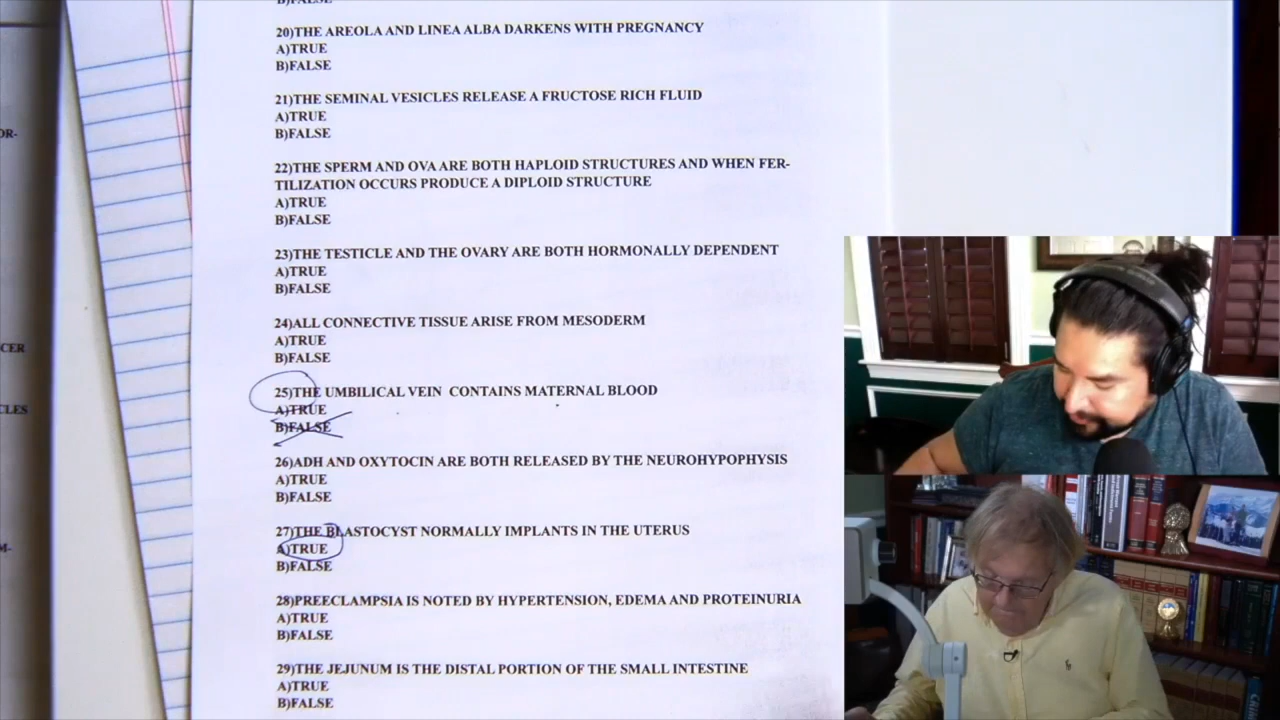 B)FALSE
20)THE AREOLA AND LINEA ALBA DARKENS WITH PREGNANCY
A)TRUE
B)FALSE
21)THE SEMINAL VESICLES RELEASE A FRUCTOSE RICH FLUID
A)TRUE
B)FALSE
22)THE SPERM AND OVA ARE BOTH HAPLOID STRUCTURES AND WHEN FER-
TILIZATION OCCURS PRODUCE A DIPLOID STRUCTURE
A)TRUE
B)FALSE
23)THE TESTICLE AND THE OVARY ARE BOTH HORMONALLY DEPENDENT
A)TRUE
B)FALSE
24)ALL CONNECTIVE TISSUE ARISE FROM MESODERM
A)TRUE
B)FALSE
25)THE UMBILICAL VEIN CONTAINS MATERNAL BLOOD
A)TRUE
B)FALSE
26)ADH AND OXYTOCIN ARE BOTH RELEASED BY THE NEUROHYPOPHYSIS
A)TRUE
B)FALSE
27)THE BLASTOCYST NORMALLY IMPLANTS IN THE UTERUS
A)TRUE
B)FALSE
28)PREECLAMPSIA IS NOTED BY HYPERTENSION, EDEMA AND PROTEINURIA
A)TRUE
B)FALSE
29)THE JEJUNUM IS THE DISTAL PORTION OF THE SMALL INTESTINE
A)TRUE
B)FALSE
OR-
CER
CLES
M-